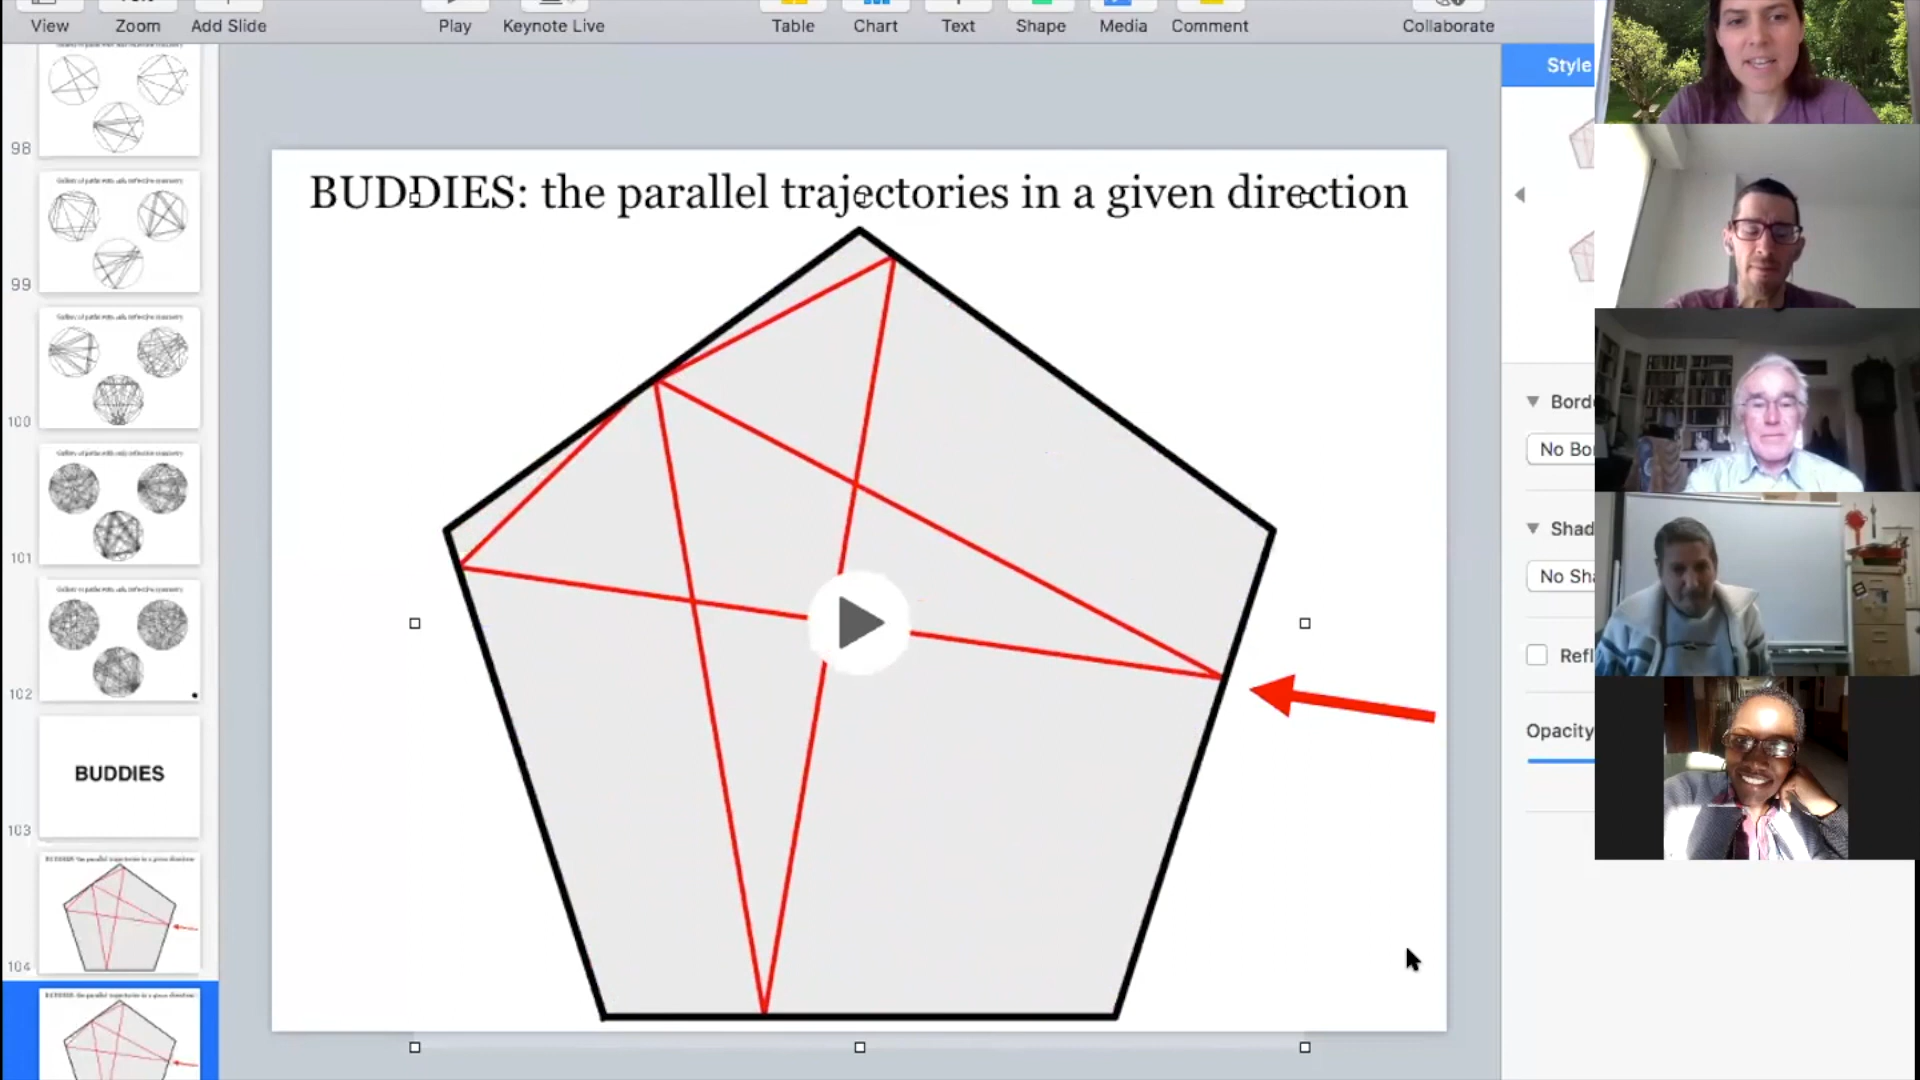 View
Zoom
Add Slide
Play
Keynote Live
Table
Chart
Text
Shape
Media
Comment
Collaborate
Style
98
99
100
101
102
BUDDIES
103
104
BUDDIES: the parallel trajectories in a given direction
Bord
No Bo
Shad
No Sha
Refl
Opacity